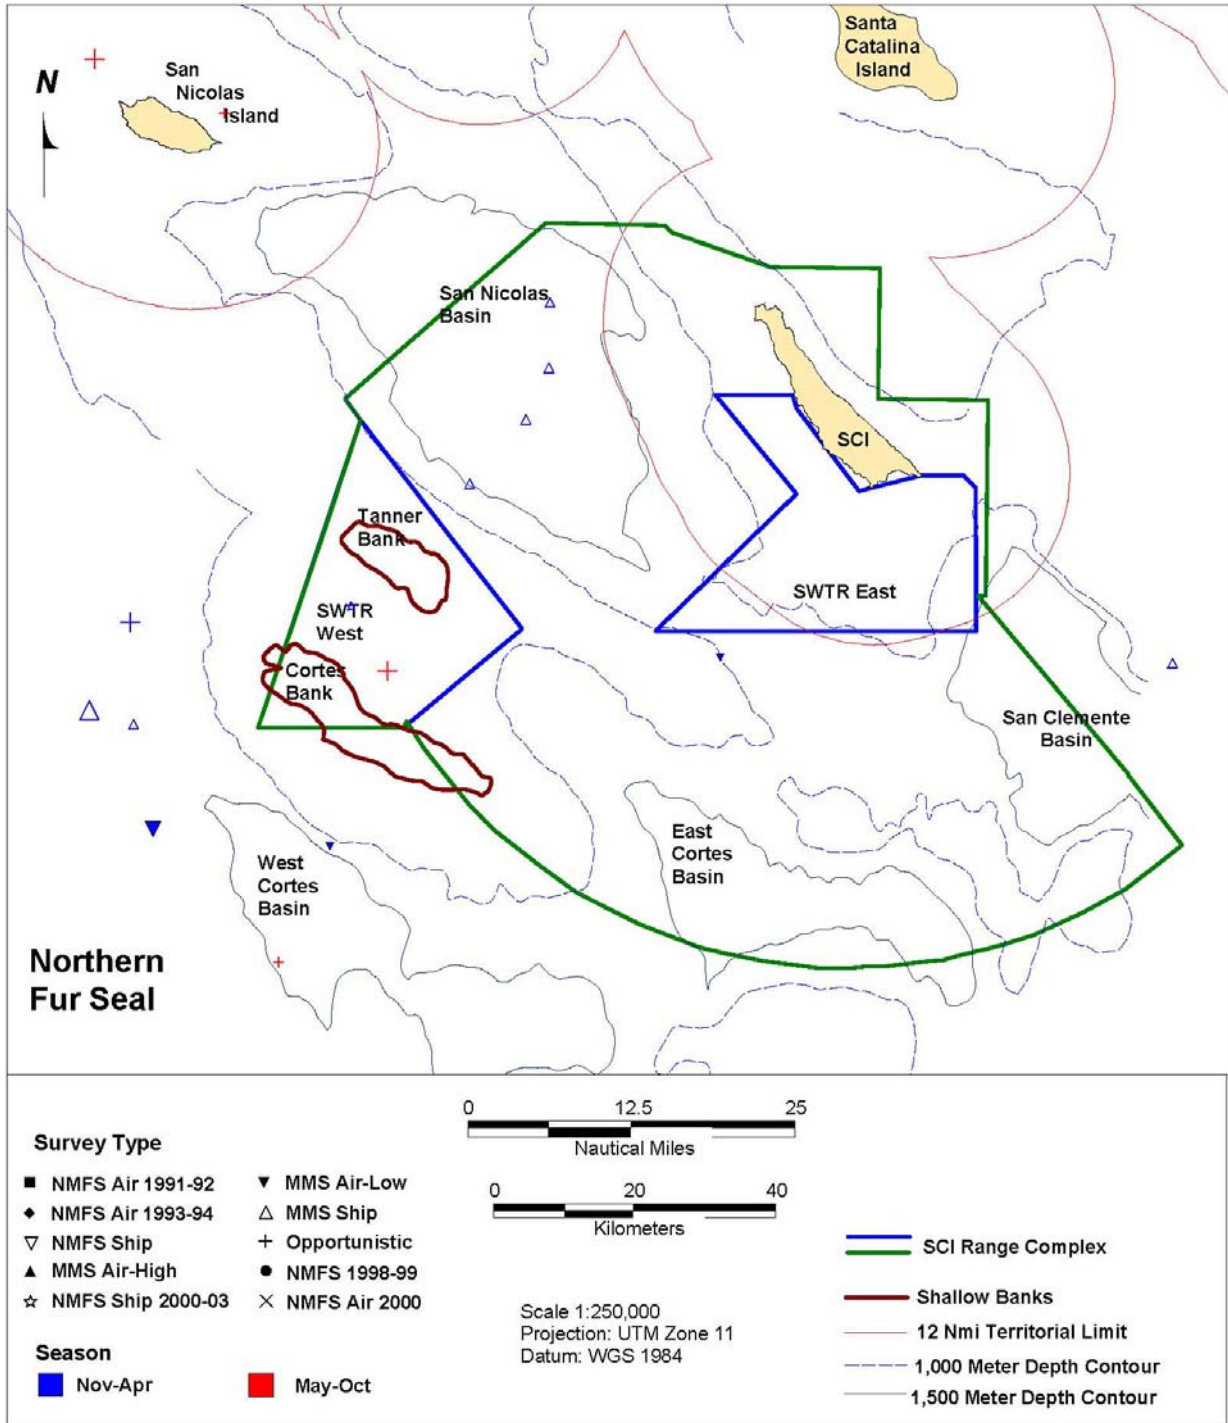 Santa
Catalina
Island
San
Nicolas
Island
N
San Nicolas
Basin
SCI
Tanner
Bank
SWTR East
SWTR
West
Cortes
Bank
San Clemente
Basin
East
Cortes
Basin
West
Cortes
Basin
Northern
Fur Seal
0 12.5 25
Nautical Miles
0 20 40
Kilometers
Scale 1:250,000
Projection: UTM Zone 11
Datum: WGS 1984
Survey Type
NMFS Air 1991-92
NMFS Air 1993-94
NMFS Ship
MMS Air-High
NMFS Ship 2000-03
MMS Air-Low
MMS Ship
Opportunistic
NMFS 1998-99
NMFS Air 2000
Season
Nov-Apr
May-Oct
SCI Range Complex
Shallow Banks
12 Nmi Territorial Limit
1,000 Meter Depth Contour
1,500 Meter Depth Contour